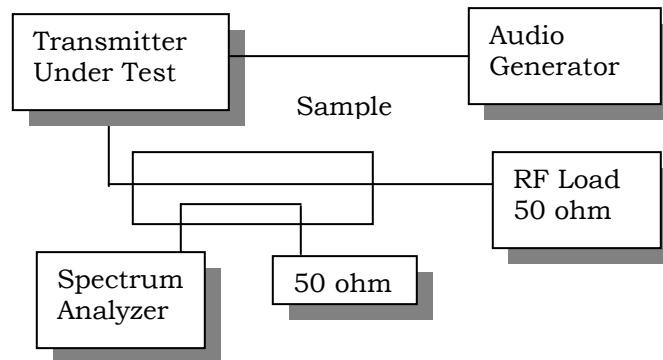 Transmitter
Under Test
Audio
Generator
Sample
RF Load
50 ohm
Spectrum
Analyzer
50 ohm